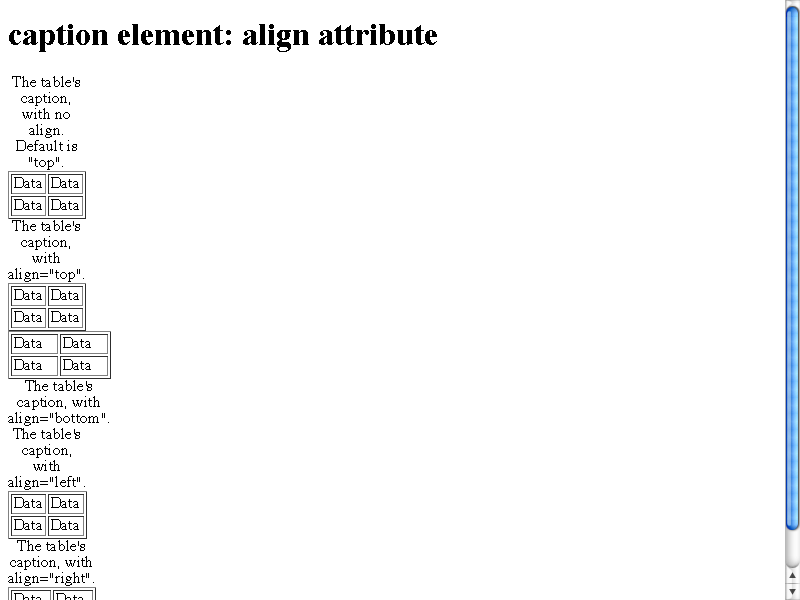 caption element: align attribute
The table's
caption,
with no
align.
Default is
"top".
Data Data
Data Data
The table's
caption,
with
align="top".
Data Data
Data Data
Data Data
Data Data
The table's
caption, with
align="bottom".
The table's
caption,
with
align="left".
Data Data
Data Data
The table's
caption, with
align="right".
Data Data